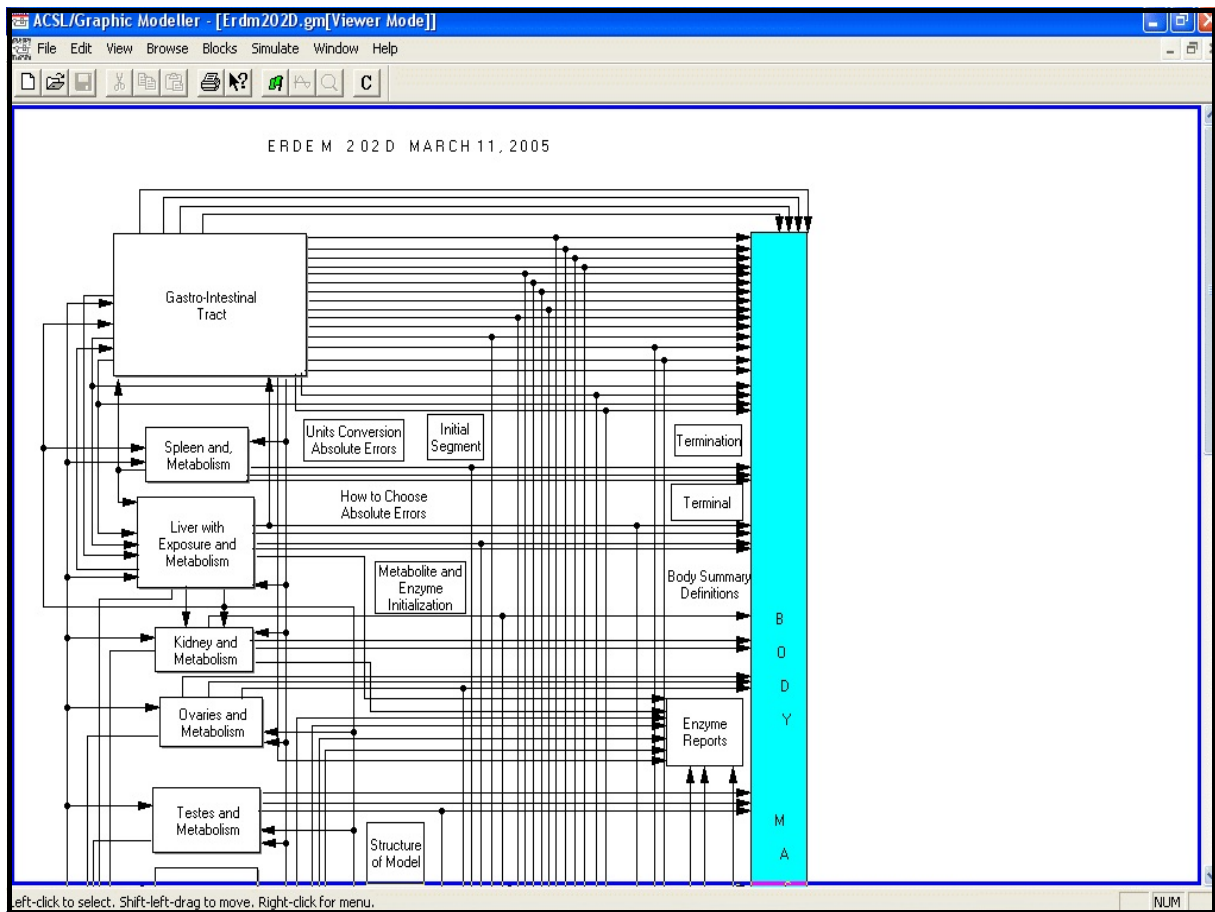 ACSL/Graphic Modeller - [Erdm202D.gm[Viewer Mode]]
File Edit View Browse Blocks Simulate Window Help
C
ERDEM 202D MARCH 11, 2005
Gastro-Intestinal
Tract
Units Conversion
Absolute Errors
Initial
Segment
Termination
Spleen and,
Metabolism
How to Choose
Absolute Errors
Terminal
Liver with
Exposure and
Metabolism
Metabolite and
Enzyme
Initialization
Body Summary
Definitions
Kidney and
Metabolism
Ovaries and
Metabolism
Enzyme
Reports
Testes and
Metabolism
Structure
of Model
B
O
D
Y
M
A
eft-click to select. Shift-left-drag to move. Right-click for menu.
NUM